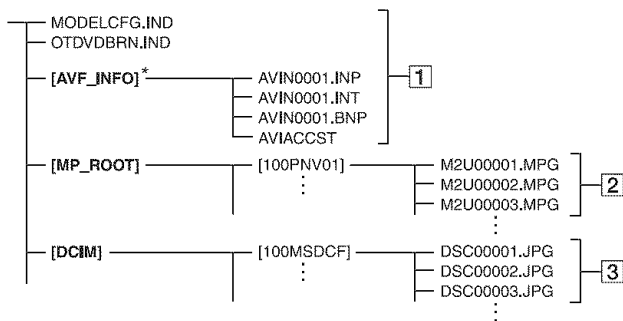 MODELCFG.IND
OTDVDBRN.IND
[AVF_INFO]* AVIN0001.INP 1
AVIN0001.INT
AVIN0001.BNP
AVIACCST
[MP_ROOT] [100PNV01] M2U00001.MPG
M2U00002.MPG 2
M2U00003.MPG
[DCIM] [100MSDCF] DSC00001.JPG
DSC00002.JPG 3
DSC00003.JPG